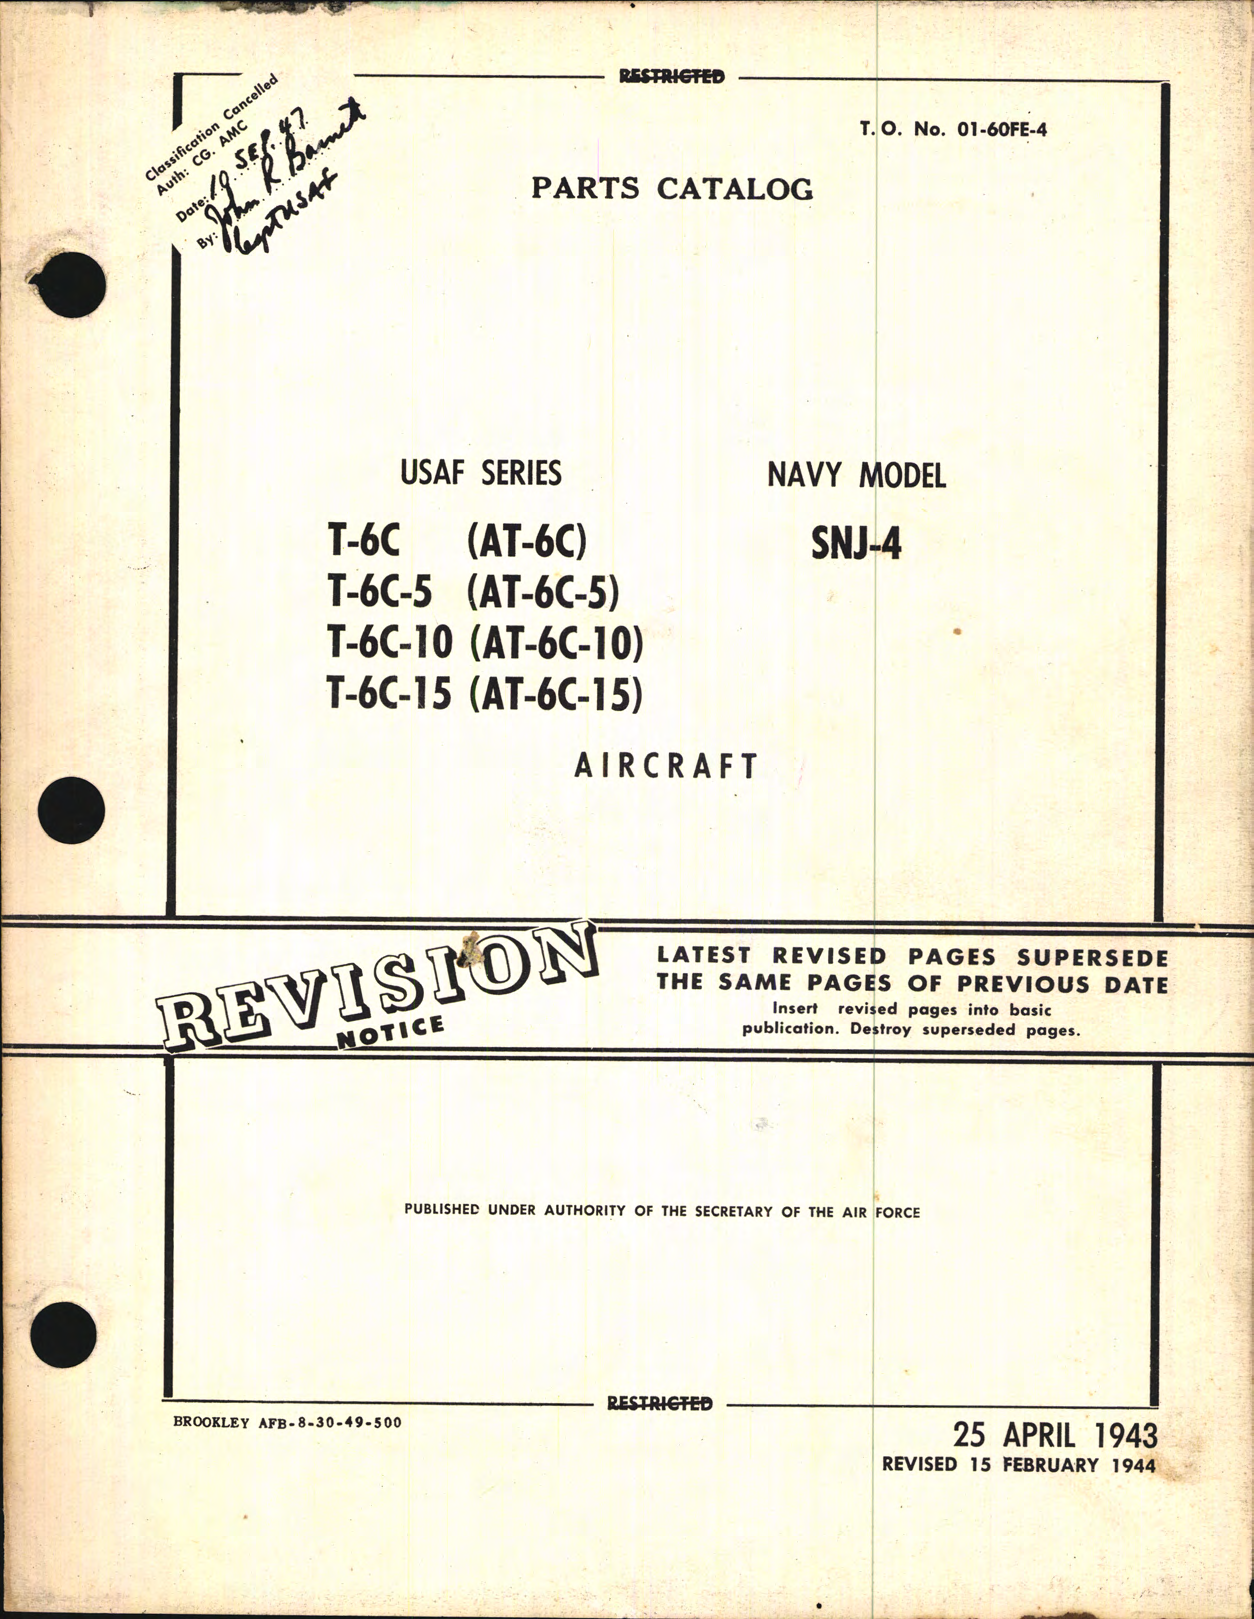 RESTRICTED
Classification Cancelled
Auth: CG. AMC
Date: 19 SEP. 47.
By: John R Barnett
Capt USAF
T. O. No. 01-60FE-4
PARTS CATALOG
USAF SERIES NAVY MODEL
T-6C (AT-6C) SNJ-4
T-6C-5 (AT-6C-5)
T-6C-10 (AT-6C-10)
T-6C-15 (AT-6C-15)
AIRCRAFT
REVISION
NOTICE
LATEST REVISED PAGES SUPERSEDE
THE SAME PAGES OF PREVIOUS DATE
Insert revised pages into basic
publication. Destroy superseded pages.
PUBLISHED UNDER AUTHORITY OF THE SECRETARY OF THE AIR FORCE
RESTRICTED
BROOKLEY AFB-8-30-49-500
25 APRIL 1943
REVISED 15 FEBRUARY 1944